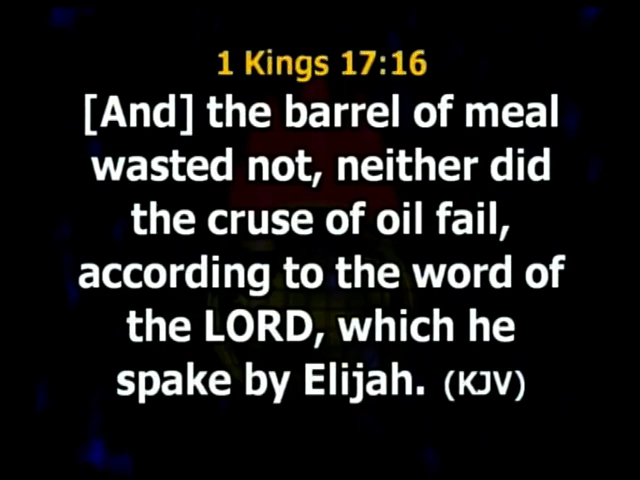 1 Kings 17:16
[And] the barrel of meal
wasted not, neither did
the cruse of oil fail,
according to the word of
the LORD, which he
spake by Elijah. (KJV)